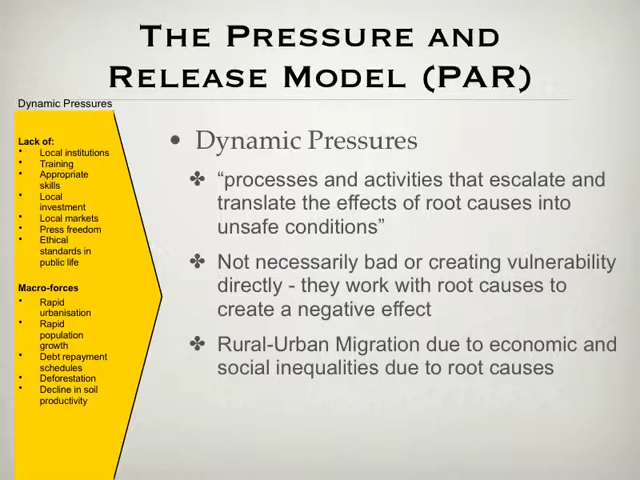 THE PRESSURE AND
RELEASE MODEL (PAR)
Dynamic Pressures
Lack of:
• Local institutions
• Training
• Appropriate
skills
• Local
investment
• Local markets
• Press freedom
• Ethical
standards in
public life
Macro-forces
• Rapid
urbanisation
• Rapid
population
growth
• Debt repayment
schedules
• Deforestation
• Decline in soil
productivity
• Dynamic Pressures
✤ “processes and activities that escalate and
translate the effects of root causes into
unsafe conditions”
✤ Not necessarily bad or creating vulnerability
directly - they work with root causes to
create a negative effect
✤ Rural-Urban Migration due to economic and
social inequalities due to root causes